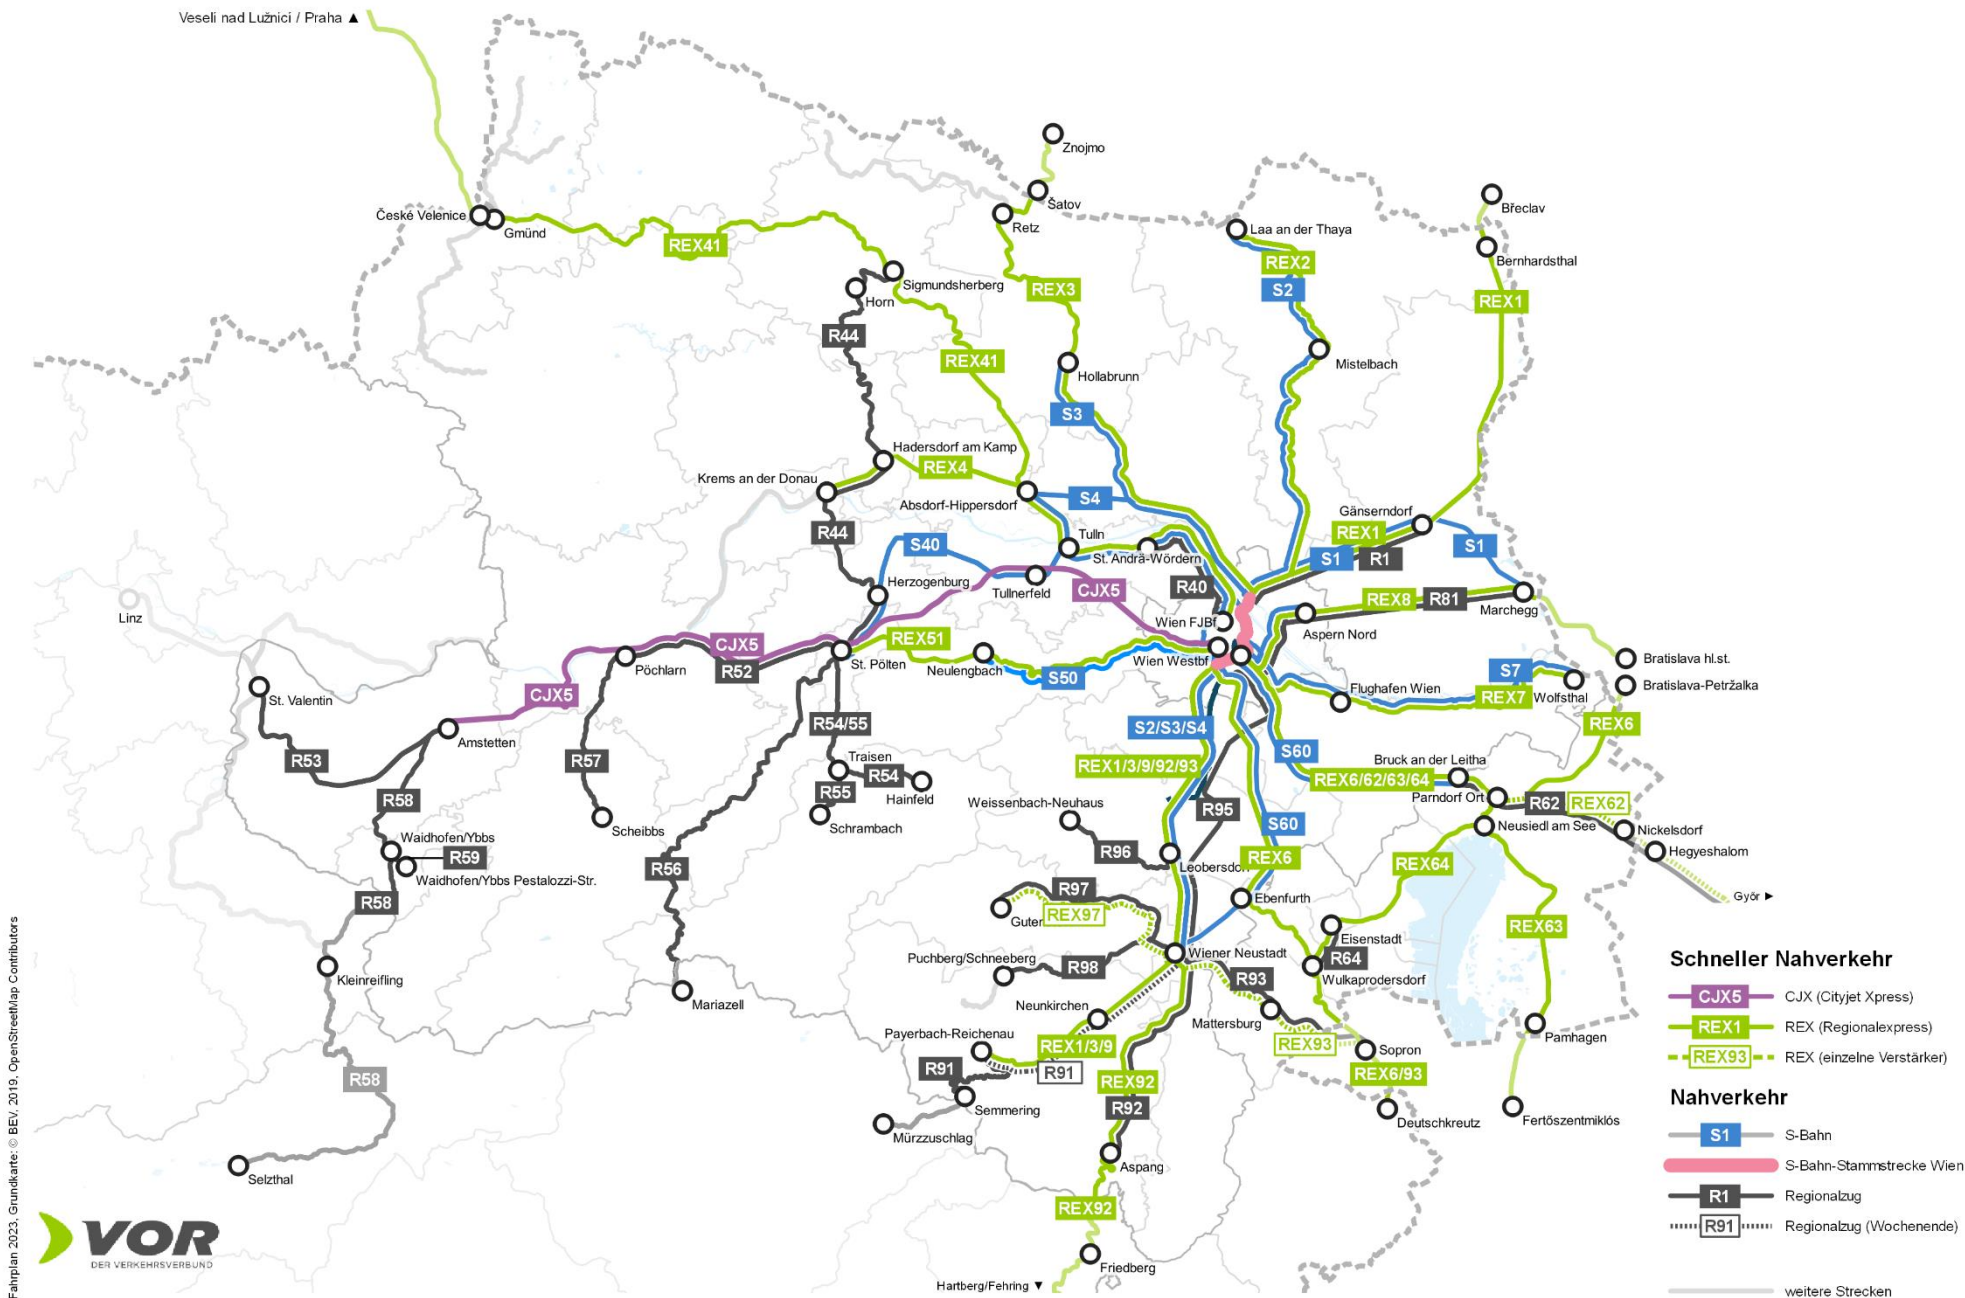 Veselí nad Lužnicí / Praha ▲
Znojmo
Šatov
Retz
Břeclav
Bernhardsthal
České Velenice
Gmünd
REX41
Laa an der Thaya
REX2
S2
REX1
Sigmundsherberg
Horn
REX3
R44
REX41
Mistelbach
Hollabrunn
S3
Hadersdorf am Kamp
REX4
Krems an der Donau
Absdorf-Hippersdorf
S4
Gänserndorf
REX1
S1
R1
S1
R44
Tulln
St. Andrä-Wördern
S40
Herzogenburg
Tullnerfeld
CJX5
R40
REX8
R81
Marchegg
Linz
Wien FJBf
Aspern Nord
CJX5
R52
REX51
St. Pölten
Pöchlarn
Neulengbach
S50
Wien Westbf
Bratislava hl.st.
S7
Bratislava-Petržalka
Flughafen Wien
REX7
Wolfsthal
St. Valentin
CJX5
Amstetten
R54/55
S2/S3/S4
REX6
R53
R57
Traisen
R54
Hainfeld
R55
Schrambach
REX1/3/9/92/93
S60
Bruck an der Leitha
REX6/62/63/64
Parndorf Ort
R62
REX62
R58
Scheibbs
Weissenbach-Neuhaus
R95
S60
Neusiedl am See
Nickelsdorf
Hegyeshalom
Waidhofen/Ybbs
R59
Waidhofen/Ybbs Pestalozzi-Str.
R56
R96
Leobersdorf
REX6
REX64
R58
R97
REX97
Ebenfurth
Győr ►
REX63
Eisenstadt
R64
Wulkaprodersdorf
Wiener Neustadt
Puchberg/Schneeberg
R98
R93
Kleinreifling
Mariazell
Neunkirchen
Mattersburg
Payerbach-Reichenau
REX1/3/9
REX93
Sopron
Pamhagen
R91
R91
REX92
REX6/93
R58
R92
Semmering
Mürzzuschlag
Deutschkreutz
Fertőszentmiklós
Selzthal
Aspang
REX92
Friedberg
Hartberg/Fehring ▼
Schneller Nahverkehr
CJX5 CJX (Cityjet Xpress)
REX1 REX (Regionalexpress)
REX93 REX (einzelne Verstärker)
Nahverkehr
S1 S-Bahn
S-Bahn-Stammstrecke Wien
R1 Regionalzug
R91 Regionalzug (Wochenende)
weitere Strecken
VOR
DER VERKEHRSVERBUND
Fahrplan 2023, Grundkarte: © BEV, 2019, OpenStreetMap Contributors